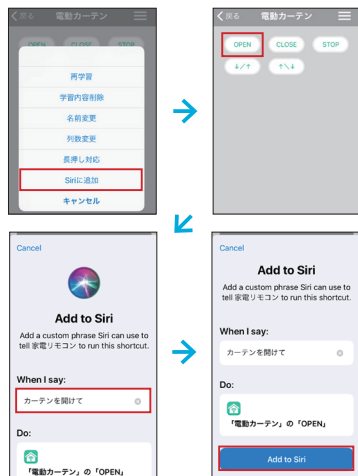 戻る 電動カーテン
OPEN CLOSE STOP
再学習
学習内容削除
名前変更
列数変更
長押し対応
Siriに追加
キャンセル
戻る 電動カーテン
OPEN CLOSE STOP
↓/↑ ↑\↓
Cancel
Add to Siri
Add a custom phrase Siri can use to
tell 家電リモコン to run this shortcut.
When I say:
カーテンを開けて
Do:
「電動カーテン」の「OPEN」
Cancel
Add to Siri
Add a custom phrase Siri can use to
tell 家電リモコン to run this shortcut.
When I say:
カーテンを開けて
Do:
「電動カーテン」の「OPEN」
Add to Siri